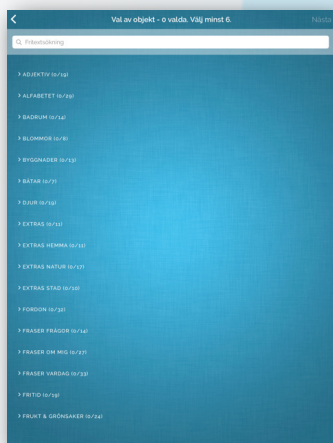 Val av objekt - 0 valda. Välj minst 6.
Nästa
Fritextsökning
> ADJEKTIV (0/19)
> ALFABETET (0/29)
> BADRUM (0/14)
> BLOMMOR (0/8)
> BYGGNADER (0/13)
> BÅTAR (0/7)
> DJUR (0/19)
> EXTRAS (0/11)
> EXTRAS HEMMA (0/11)
> EXTRAS NATUR (0/17)
> EXTRAS STAD (0/10)
> FORDON (0/32)
> FRASER FRÅGOR (0/14)
> FRASER OM MIG (0/27)
> FRASER VARDAG (0/33)
> FRITID (0/19)
> FRUKT & GRÖNSAKER (0/24)